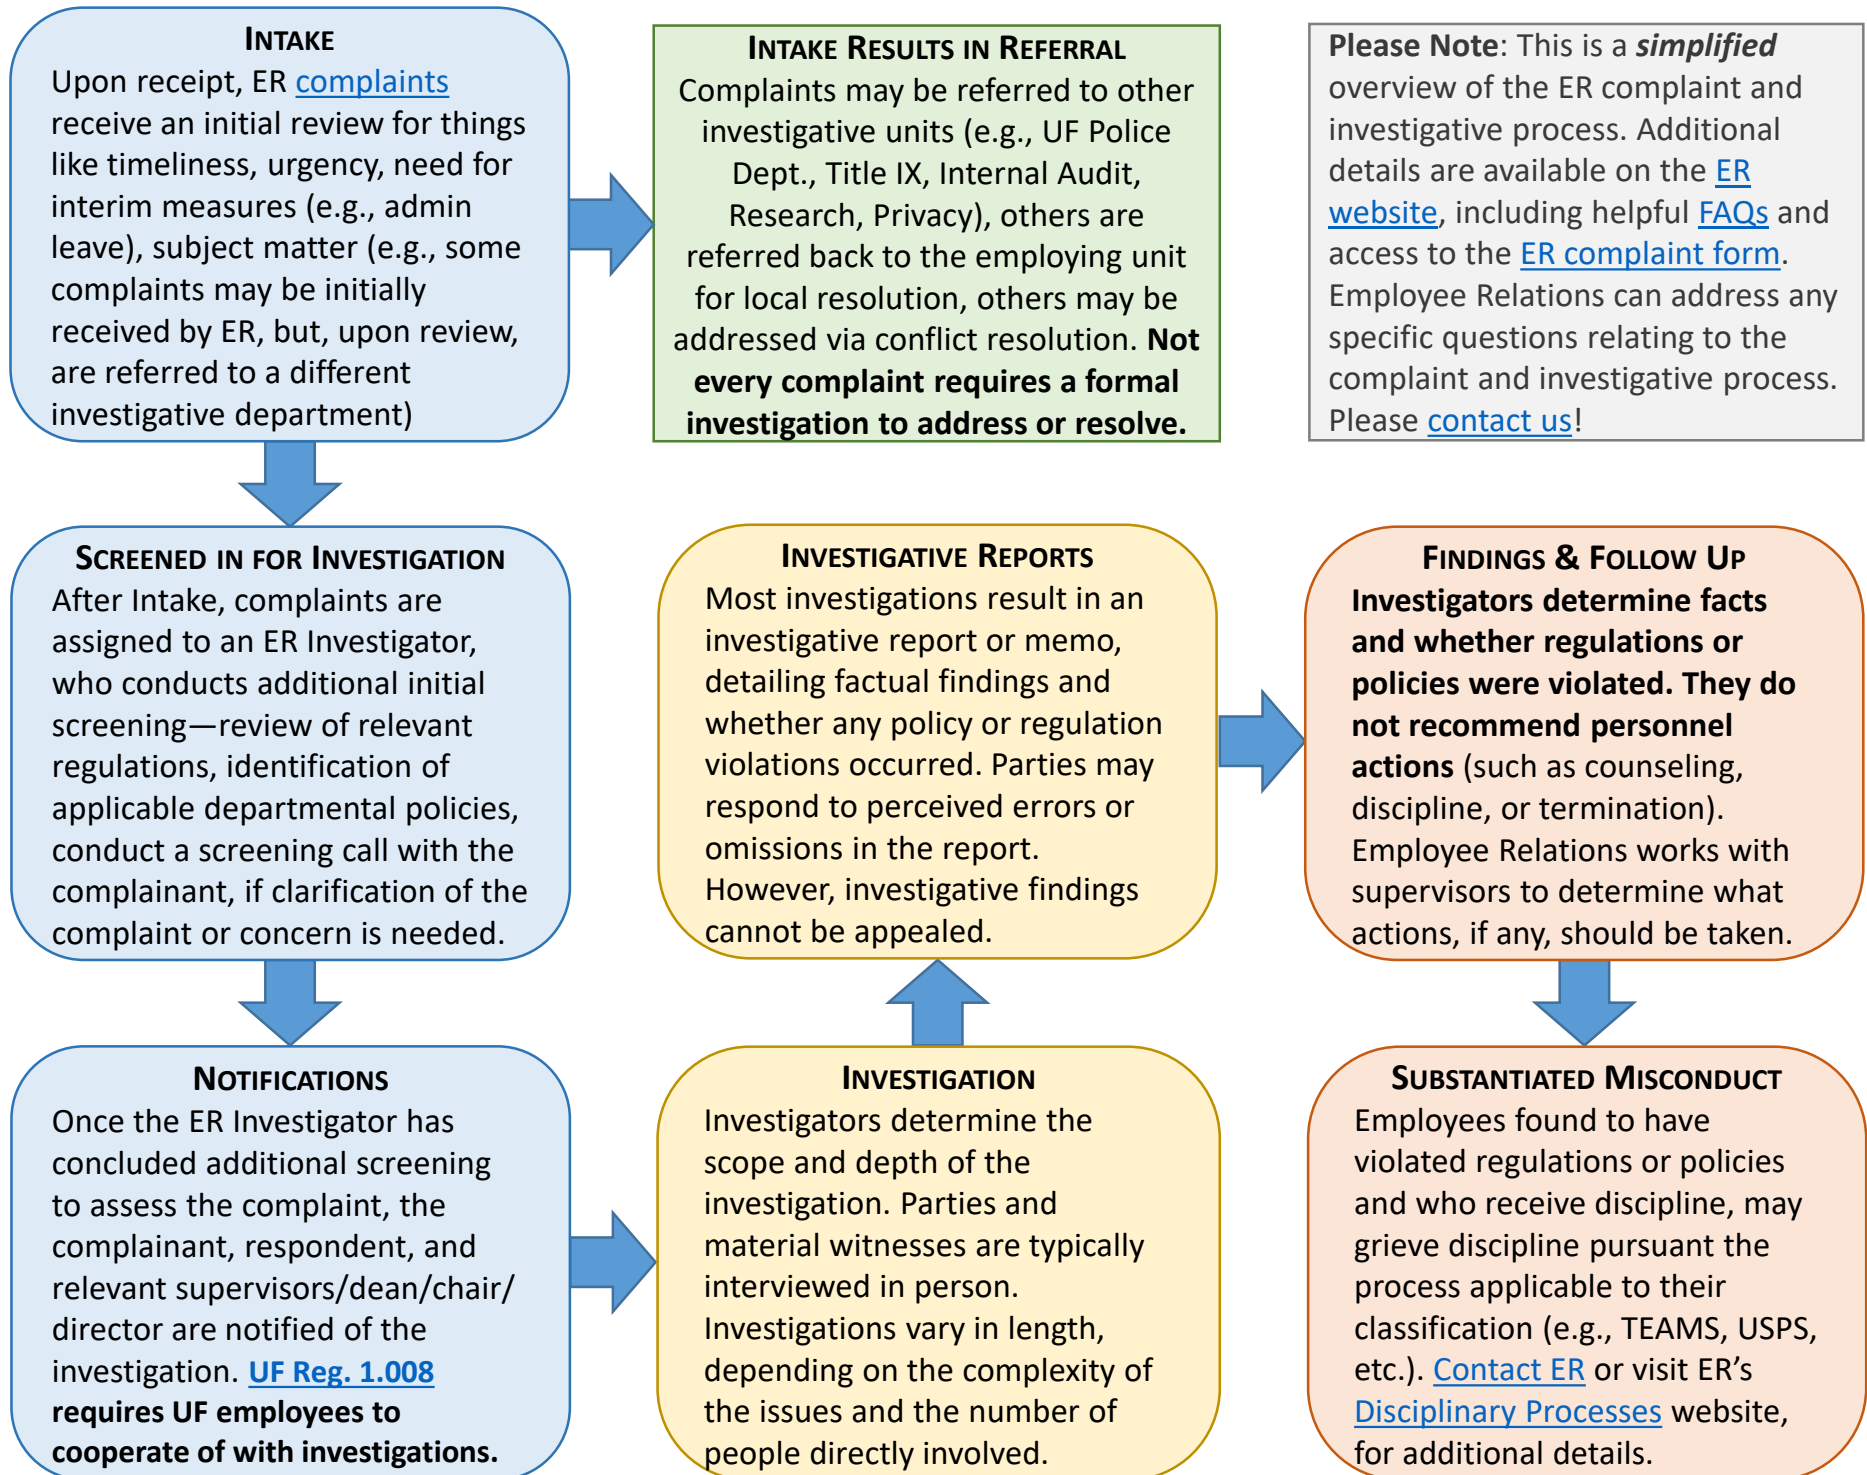 INTAKE
Upon receipt, ER complaints
receive an initial review for things
like timeliness, urgency, need for
interim measures (e.g., admin
leave), subject matter (e.g., some
complaints may be initially
received by ER, but, upon review,
are referred to a different
investigative department)
INTAKE RESULTS IN REFERRAL
Complaints may be referred to other
investigative units (e.g., UF Police
Dept., Title IX, Internal Audit,
Research, Privacy), others are
referred back to the employing unit
for local resolution, others may be
addressed via conflict resolution. Not
every complaint requires a formal
investigation to address or resolve.
Please Note: This is a simplified
overview of the ER complaint and
investigative process. Additional
details are available on the ER
website, including helpful FAQs and
access to the ER complaint form.
Employee Relations can address any
specific questions relating to the
complaint and investigative process.
Please contact us!
SCREENED IN FOR INVESTIGATION
After Intake, complaints are
assigned to an ER Investigator,
who conducts additional initial
screening—review of relevant
regulations, identification of
applicable departmental policies,
conduct a screening call with the
complainant, if clarification of the
complaint or concern is needed.
NOTIFICATIONS
Once the ER Investigator has
concluded additional screening
to assess the complaint, the
complainant, respondent, and
relevant supervisors/dean/chair/
director are notified of the
investigation. UF Reg. 1.008
requires UF employees to
cooperate of with investigations.
INVESTIGATION
Investigators determine the
scope and depth of the
investigation. Parties and
material witnesses are typically
interviewed in person.
Investigations vary in length,
depending on the complexity of
the issues and the number of
people directly involved.
INVESTIGATIVE REPORTS
Most investigations result in an
investigative report or memo,
detailing factual findings and
whether any policy or regulation
violations occurred. Parties may
respond to perceived errors or
omissions in the report.
However, investigative findings
cannot be appealed.
FINDINGS & FOLLOW UP
Investigators determine facts
and whether regulations or
policies were violated. They do
not recommend personnel
actions (such as counseling,
discipline, or termination).
Employee Relations works with
supervisors to determine what
actions, if any, should be taken.
SUBSTANTIATED MISCONDUCT
Employees found to have
violated regulations or policies
and who receive discipline, may
grieve discipline pursuant the
process applicable to their
classification (e.g., TEAMS, USPS,
etc.). Contact ER or visit ER’s
Disciplinary Processes website,
for additional details.